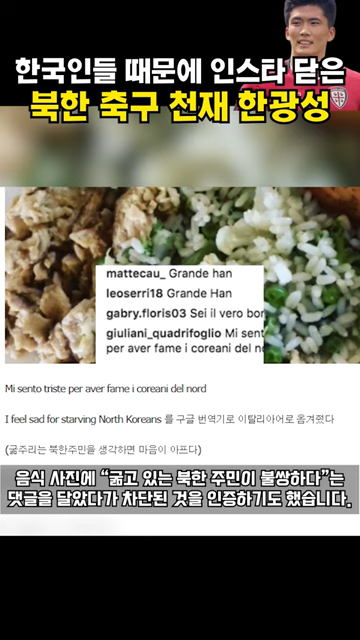 한국인들 때문에 인스타 닫은
북한 축구 천재 한광성
mattecau_ Grande han
leoserri18 Grande Han
gabry.floris03 Sei il vero bor
giuliani_quadrifoglio Mi sent
per aver fame i coreani del nord
Mi sento triste per aver fame i coreani del nord
I feel sad for starving North Koreans 를 구글 번역기로 이탈리아어로 옮겨줬다
(굶주리는 북한주민을 생각하면 마음이 아프다)
음식 사진에 “굶고 있는 북한 주민이 불쌍하다”는
댓글을 달았다가 차단된 것을 인증하기도 했습니다.